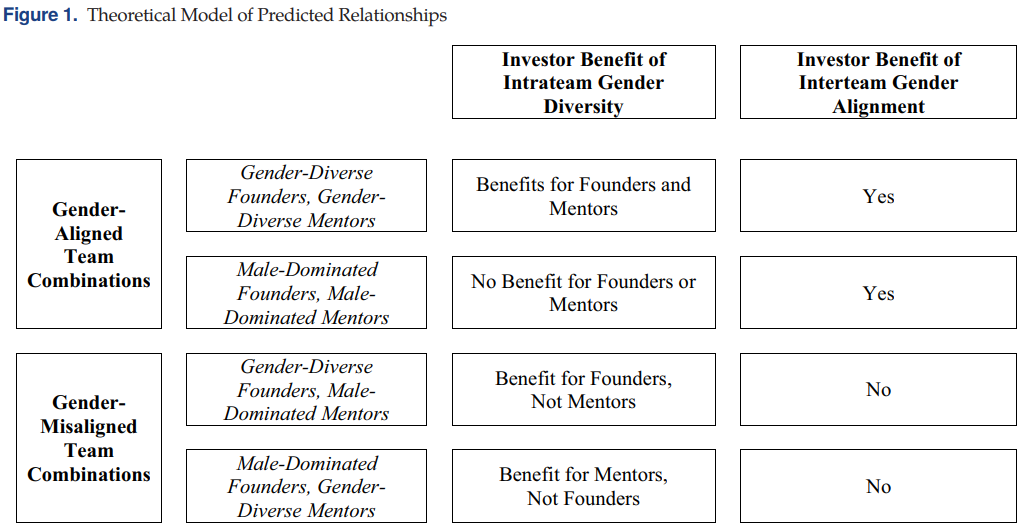 Figure 1. Theoretical Model of Predicted Relationships
Investor Benefit of
Intrateam Gender
Diversity
Investor Benefit of
Interteam Gender
Alignment
Gender-
Aligned
Team
Combinations
Gender-Diverse
Founders, Gender-
Diverse Mentors
Benefits for Founders and
Mentors
Yes
Male-Dominated
Founders, Male-
Dominated Mentors
No Benefit for Founders or
Mentors
Yes
Gender-
Misaligned
Team
Combinations
Gender-Diverse
Founders, Male-
Dominated Mentors
Benefit for Founders,
Not Mentors
No
Male-Dominated
Founders, Gender-
Diverse Mentors
Benefit for Mentors,
Not Founders
No